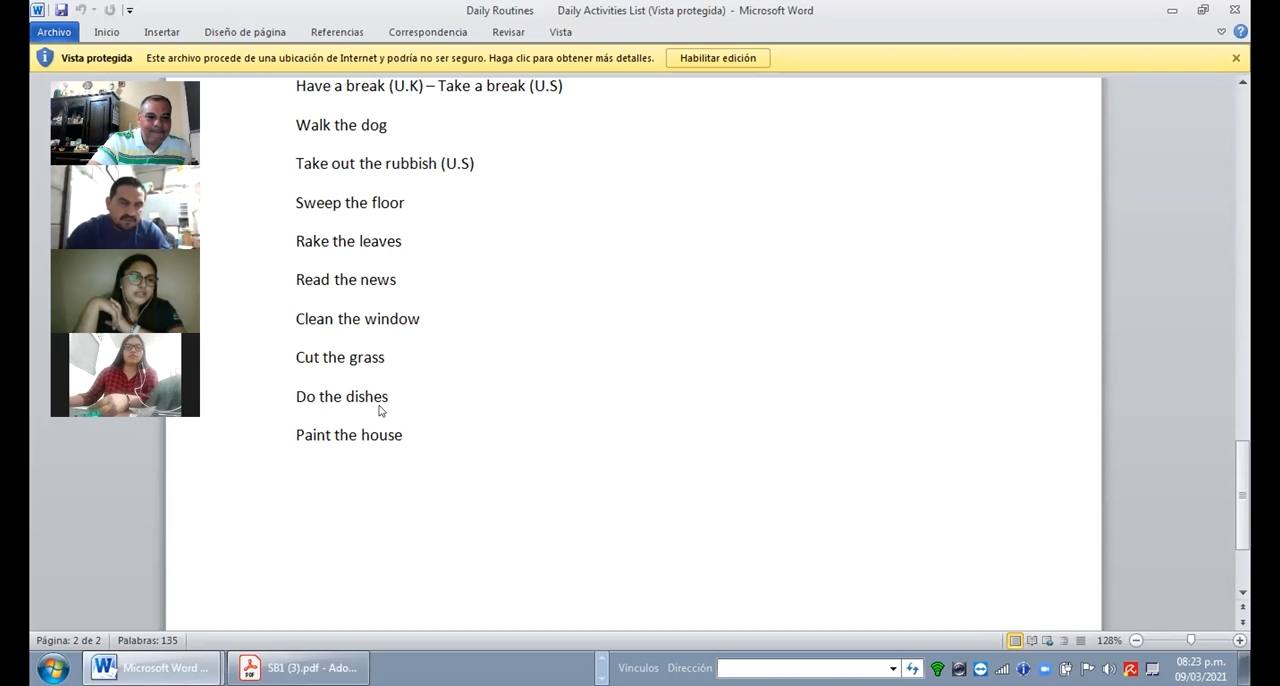 Daily Routines Daily Activities List (Vista protegida) - Microsoft Word
Archivo Inicio Insertar Diseño de página Referencias Correspondencia Revisar Vista
Vista protegida Este archivo procede de una ubicación de Internet y podría no ser seguro. Haga clic para obtener más detalles. Habilitar edición
Have a break (U.K) – Take a break (U.S)
Walk the dog
Take out the rubbish (U.S)
Sweep the floor
Rake the leaves
Read the news
Clean the window
Cut the grass
Do the dishes
Paint the house
Página: 2 de 2 Palabras: 135 128%
Microsoft Word ... SB1 (3).pdf - Ado... Vínculos Dirección 08:23 p.m.
09/03/2021